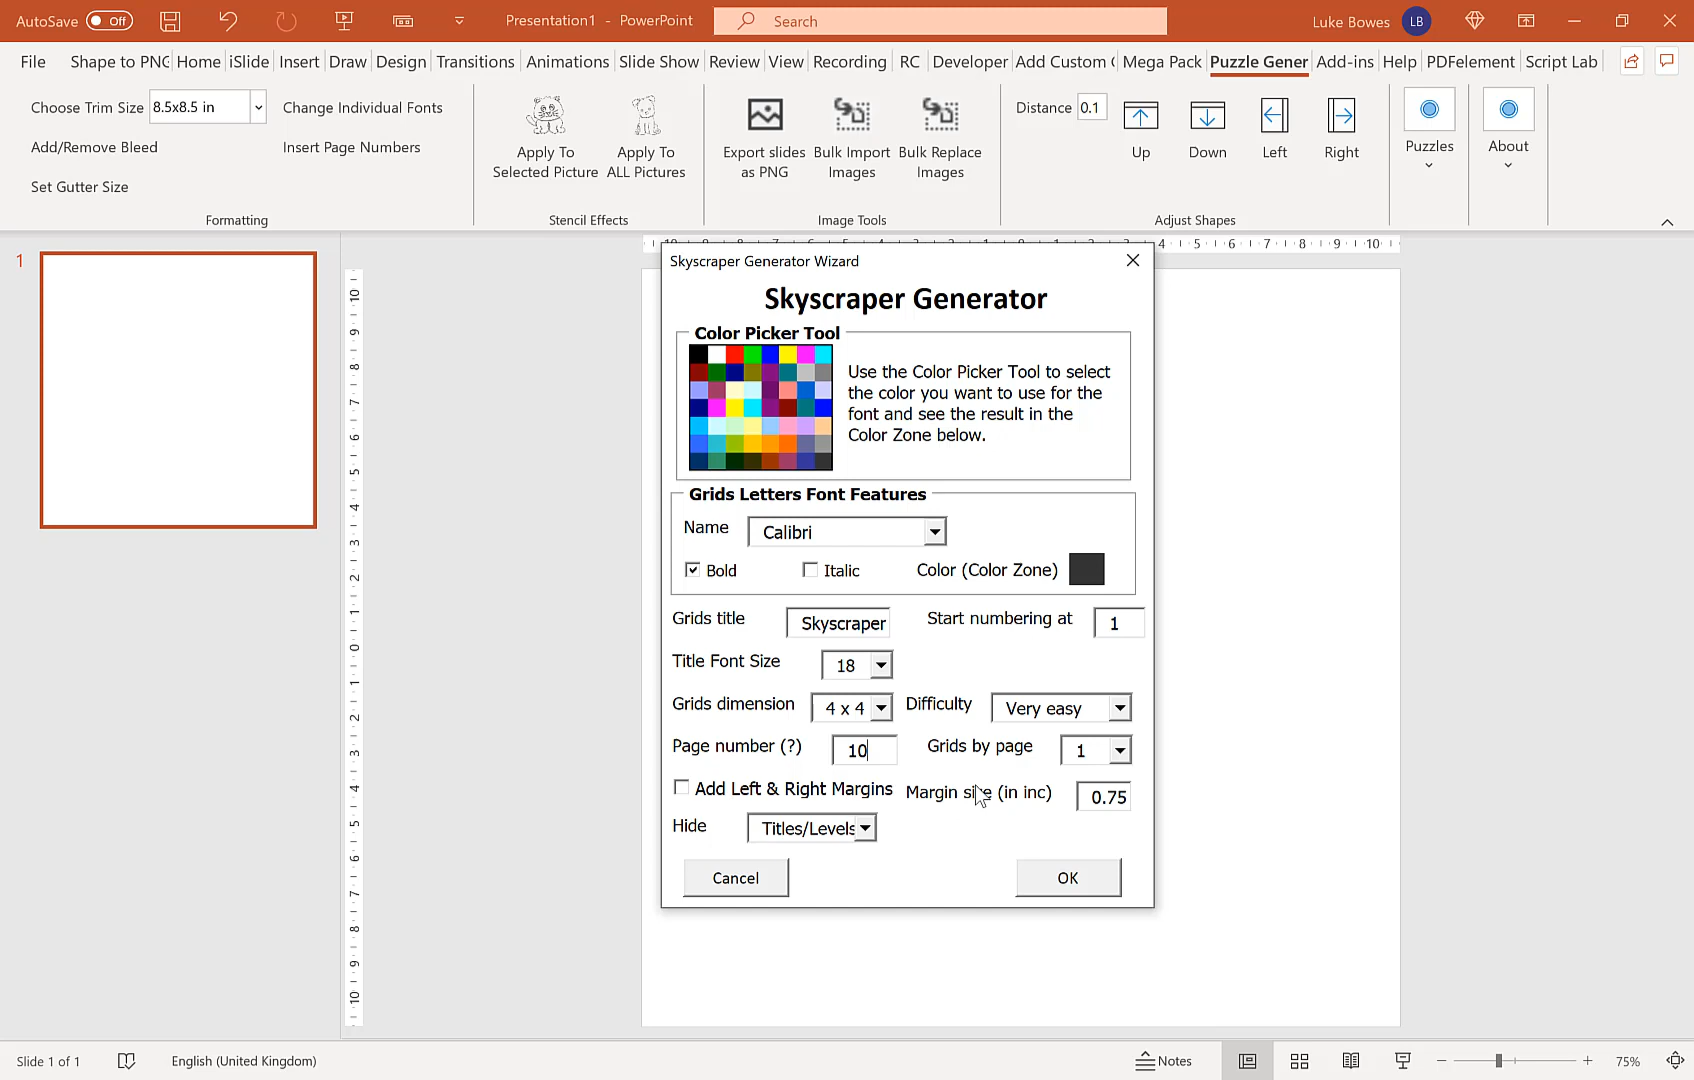 AutoSave Off Presentation1 - PowerPoint Search Luke Bowes LB
File Shape to PNG Home iSlide Insert Draw Design Transitions Animations Slide Show Review View Recording RC Developer Add Custom Mega Pack Puzzle Gener Add-ins Help PDFelement Script Lab
Choose Trim Size 8.5x8.5 in Change Individual Fonts
Add/Remove Bleed Insert Page Numbers
Set Gutter Size
Formatting
Apply To Selected Picture
Apply To ALL Pictures
Stencil Effects
Export slides as PNG
Bulk Import Images
Bulk Replace Images
Image Tools
Distance 0.1
Up Down Left Right
Adjust Shapes
Puzzles
About
1
Skyscraper Generator Wizard
Skyscraper Generator
Color Picker Tool
Use the Color Picker Tool to select
the color you want to use for the
font and see the result in the
Color Zone below.
Grids Letters Font Features
Name Calibri
Bold Italic Color (Color Zone)
Grids title Skyscraper Start numbering at 1
Title Font Size 18
Grids dimension 4 x 4 Difficulty Very easy
Page number (?) 10 Grids by page 1
Add Left & Right Margins Margin size (in inc) 0.75
Hide Titles/Levels
Cancel OK
Slide 1 of 1 English (United Kingdom) Notes 75%